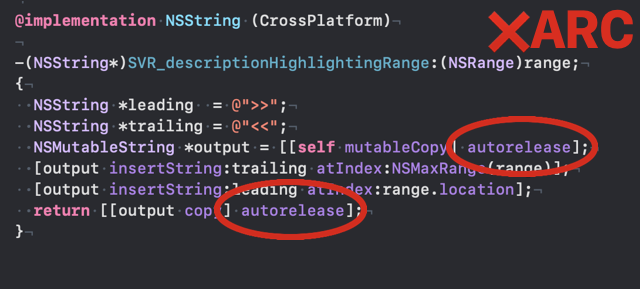 ❌ARC
@implementation NSString (CrossPlatform)
-(NSString*)SVR_descriptionHighlightingRange:(NSRange)range;
{
NSString *leading = @">>";
NSString *trailing = @"<<";
NSMutableString *output = [[self mutableCopy] autorelease];
[output insertString:trailing atIndex:NSMaxRange(range)];
[output insertString:leading atIndex:range.location];
return [[output copy] autorelease];
}